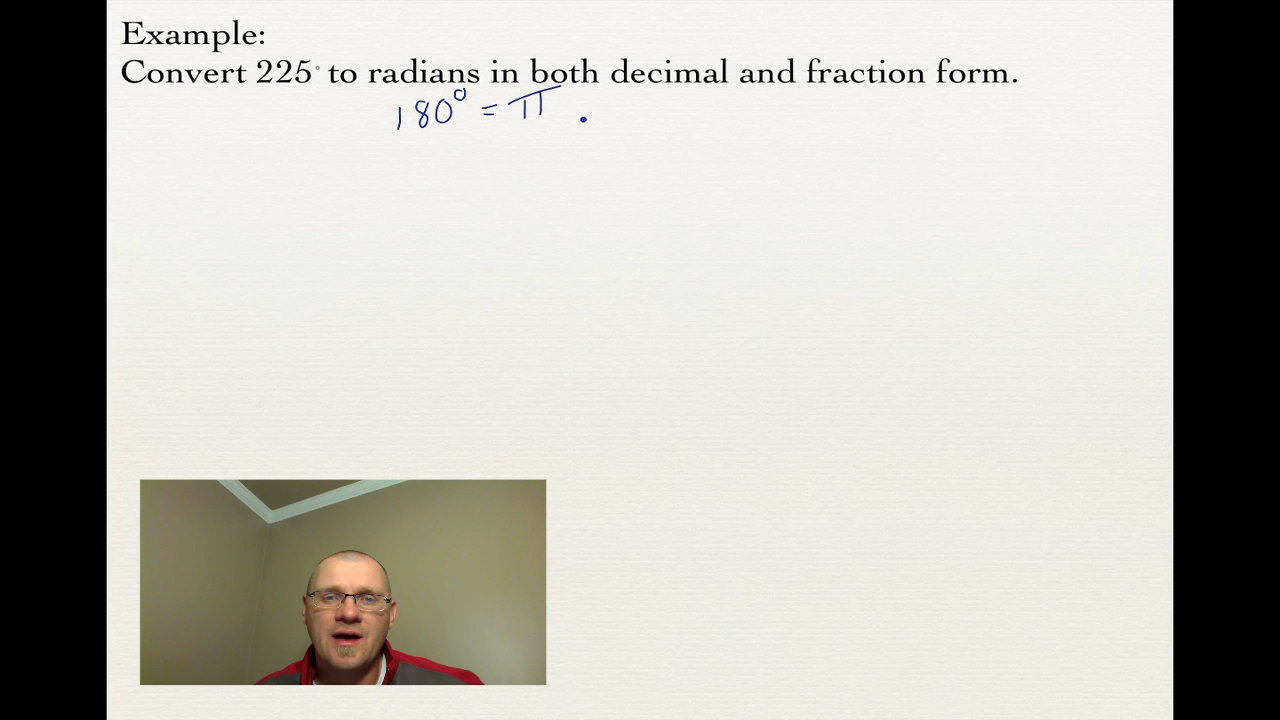 Example:
Convert 225° to radians in both decimal and fraction form.
180° = π .